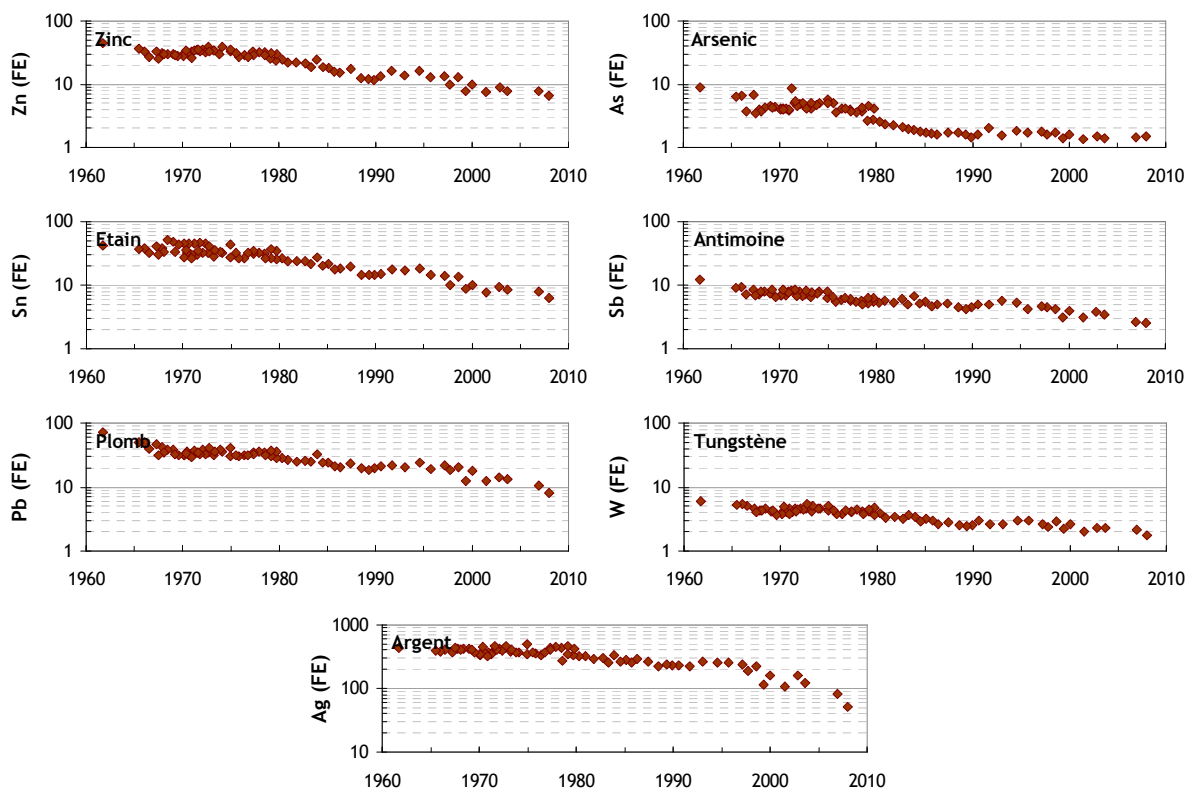 Zinc
Zn (FE)
100
10
1
1960 1970 1980 1990 2000 2010
Arsenic
As (FE)
100
10
1
1960 1970 1980 1990 2000 2010
Etain
Sn (FE)
100
10
1
1960 1970 1980 1990 2000 2010
Antimoine
Sb (FE)
100
10
1
1960 1970 1980 1990 2000 2010
Plomb
Pb (FE)
100
10
1
1960 1970 1980 1990 2000 2010
Tungstène
W (FE)
100
10
1
1960 1970 1980 1990 2000 2010
Argent
Ag (FE)
1000
100
10
1960 1970 1980 1990 2000 2010